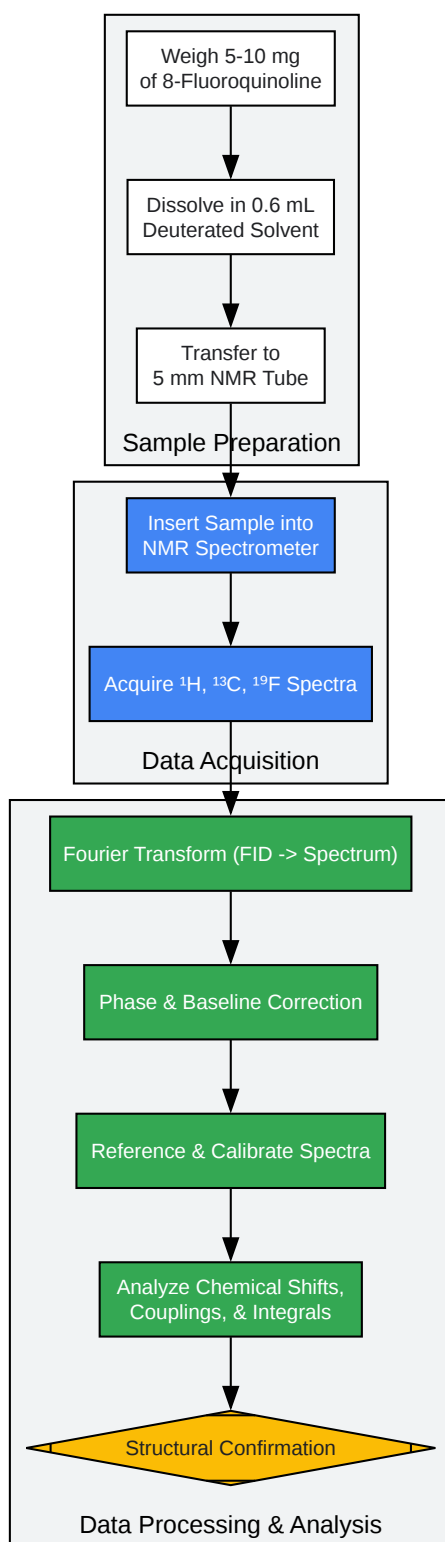 Weigh 5-10 mg
of 8-Fluoroquinoline
Dissolve in 0.6 mL
Deuterated Solvent
Transfer to
5 mm NMR Tube
Sample Preparation
Insert Sample into
NMR Spectrometer
Acquire ¹H, ¹³C, ¹⁹F Spectra
Data Acquisition
Fourier Transform (FID -> Spectrum)
Phase & Baseline Correction
Reference & Calibrate Spectra
Analyze Chemical Shifts,
Couplings, & Integrals
Structural Confirmation
Data Processing & Analysis